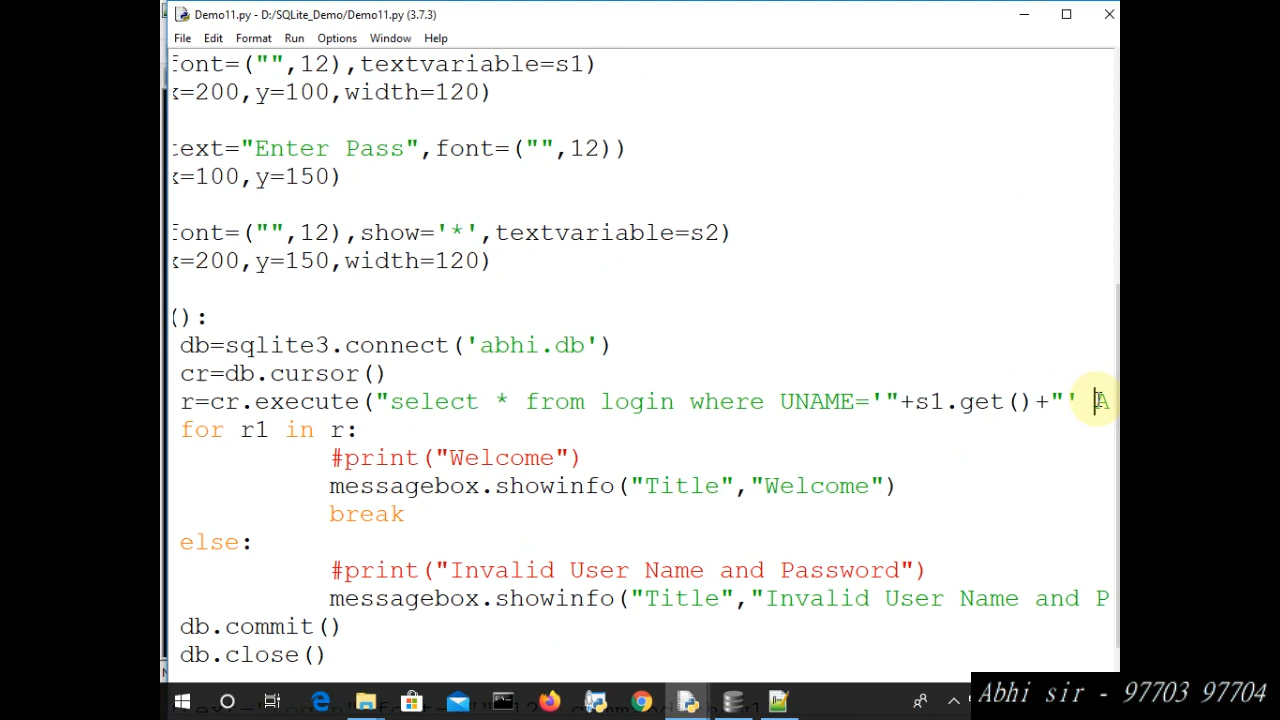 Demo11.py - D:/SQLite_Demo/Demo11.py (3.7.3)
File Edit Format Run Options Window Help
font=("",12),textvariable=s1)
x=200,y=100,width=120)
text="Enter Pass",font=("",12))
x=100,y=150)
font=("",12),show='*',textvariable=s2)
x=200,y=150,width=120)
():
db=sqlite3.connect('abhi.db')
cr=db.cursor()
r=cr.execute("select * from login where UNAME='"+s1.get()+"' A
for r1 in r:
#print("Welcome")
messagebox.showinfo("Title","Welcome")
break
else:
#print("Invalid User Name and Password")
messagebox.showinfo("Title","Invalid User Name and P
db.commit()
db.close()
Abhi sir - 97703 97704